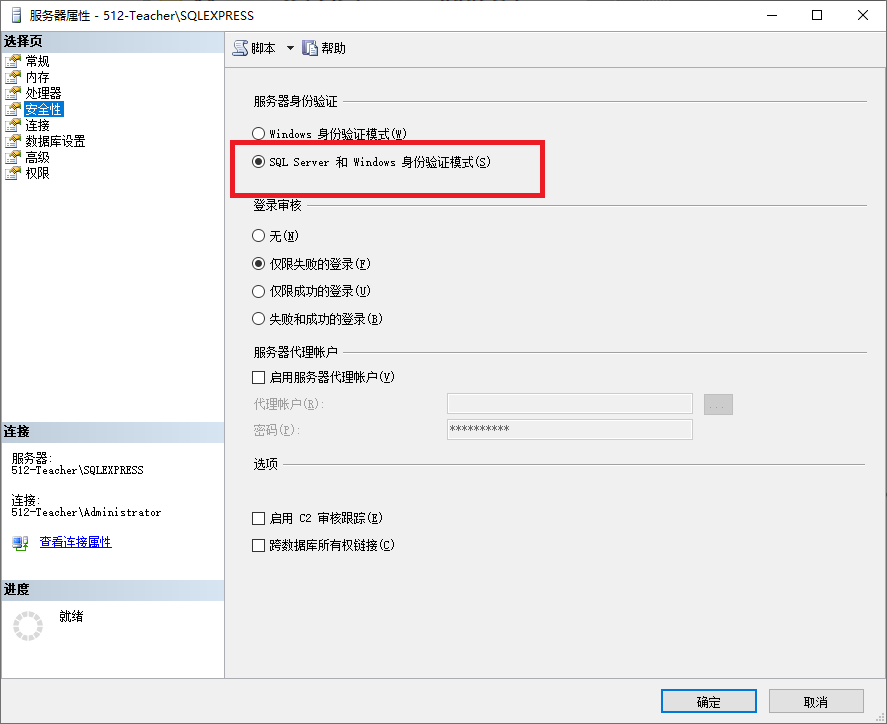 服务器属性 - 512-Teacher\SQLEXPRESS
选择页
常规
内存
处理器
安全性
连接
数据库设置
高级
权限
脚本 帮助
服务器身份验证
Windows 身份验证模式(W)
SQL Server 和 Windows 身份验证模式(S)
登录审核
无(N)
仅限失败的登录(F)
仅限成功的登录(U)
失败和成功的登录(B)
服务器代理帐户
启用服务器代理帐户(V)
代理帐户(R):
...
密码(P):
**********
选项
启用 C2 审核跟踪(E)
跨数据库所有权链接(C)
连接
服务器:
512-Teacher\SQLEXPRESS
连接:
512-Teacher\Administrator
查看连接属性
进度
就绪
确定 取消